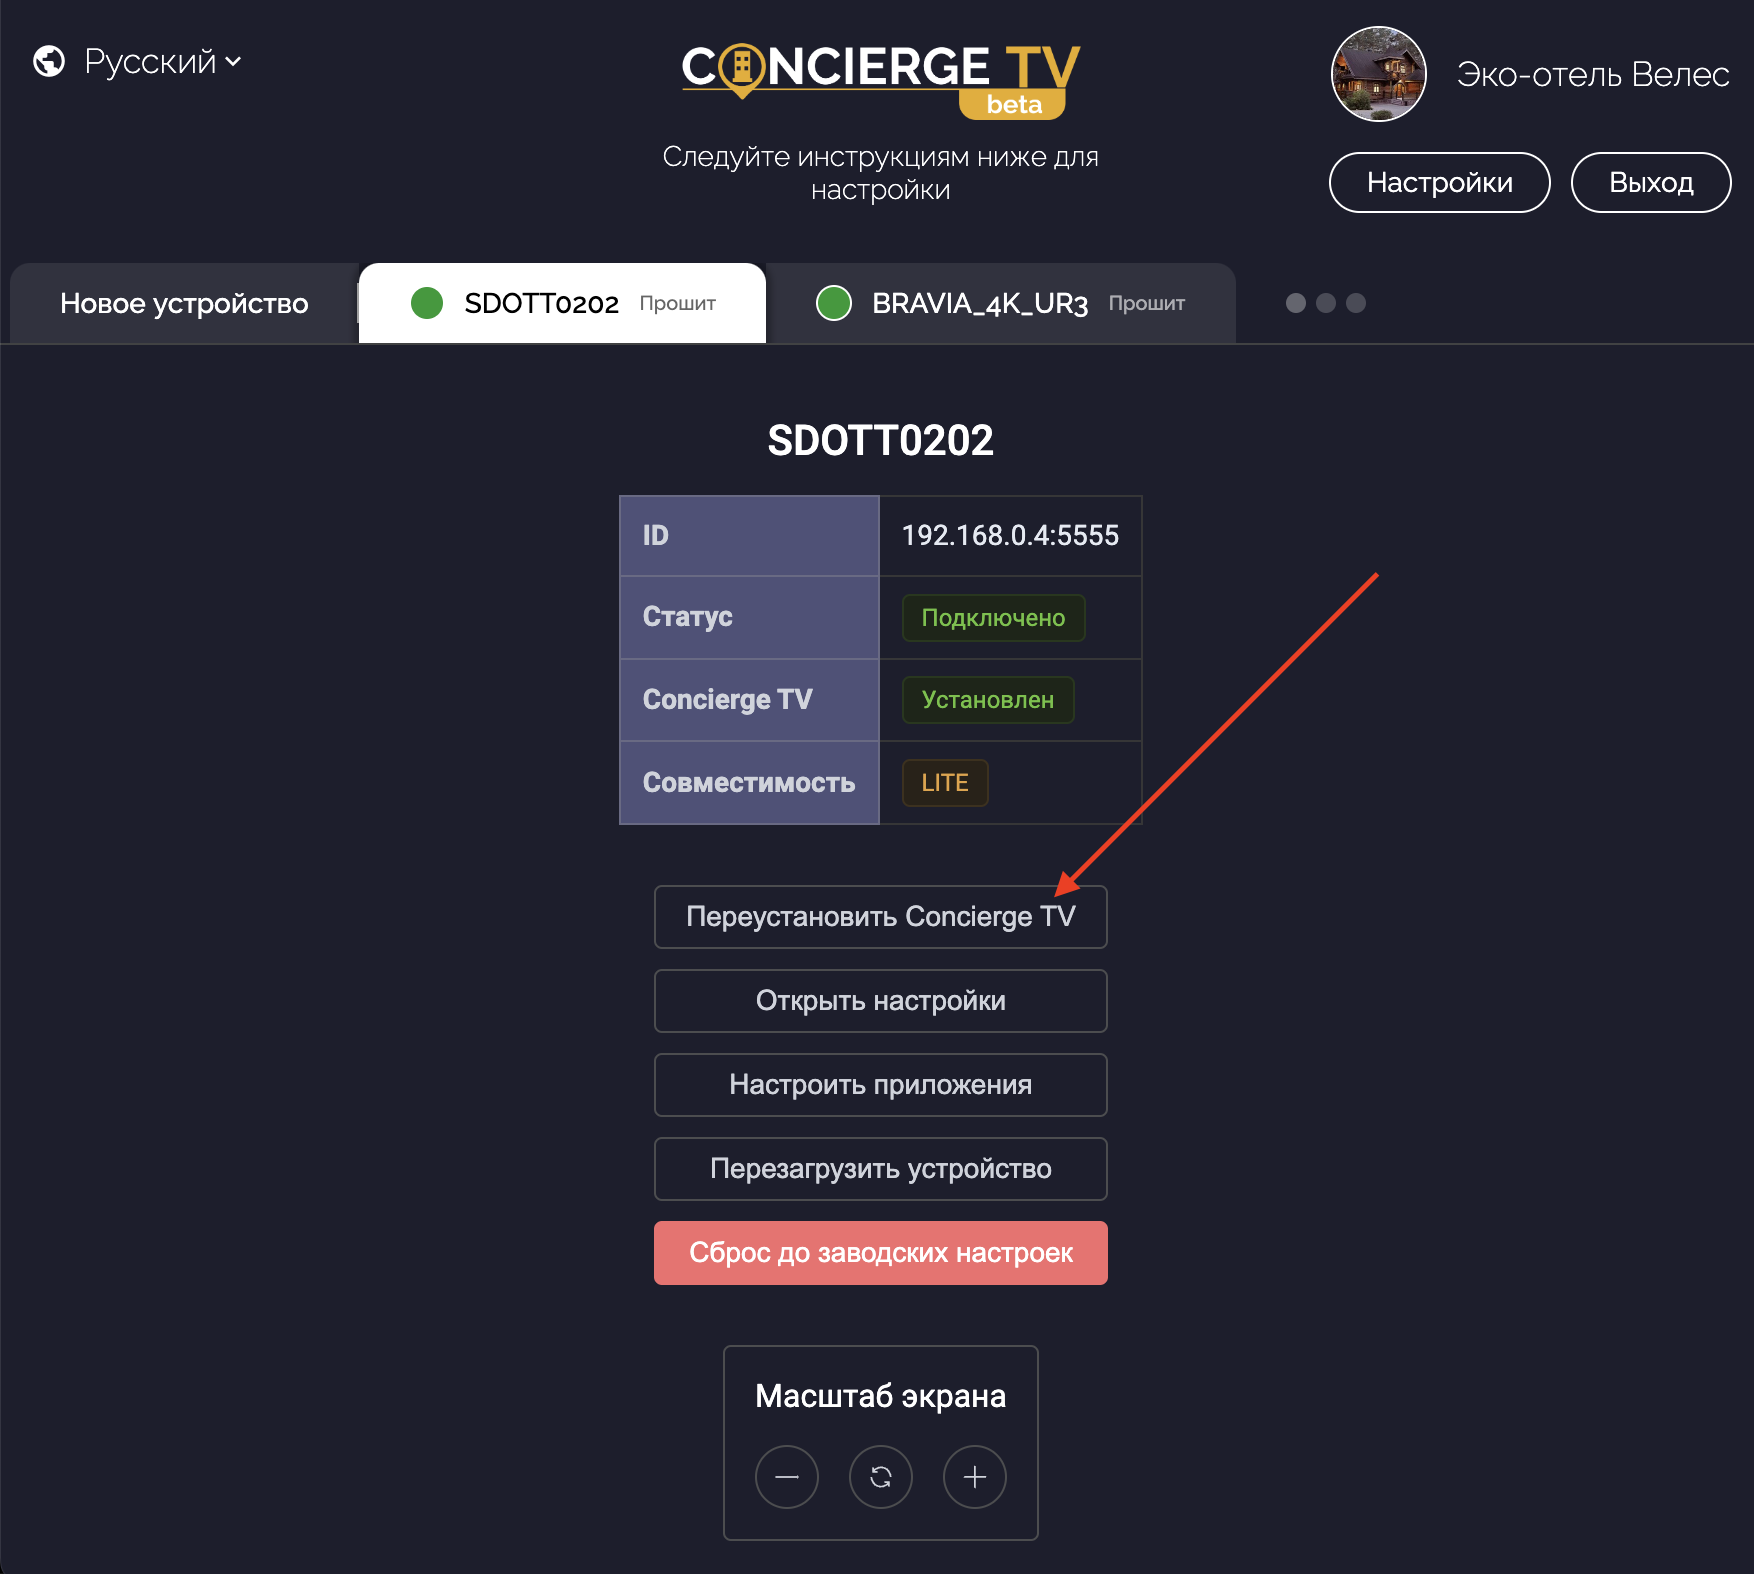 Русский
CONCIERGE TV
beta
Эко-отель Велес
Следуйте инструкциям ниже для
настройки
Настройки
Выход
Новое устройство
SDOTT0202 Прошит
BRAVIA_4K_UR3 Прошит
SDOTT0202
ID 192.168.0.4:5555
Статус Подключено
Concierge TV Установлен
Совместимость LITE
Переустановить Concierge TV
Открыть настройки
Настроить приложения
Перезагрузить устройство
Сброс до заводских настроек
Масштаб экрана